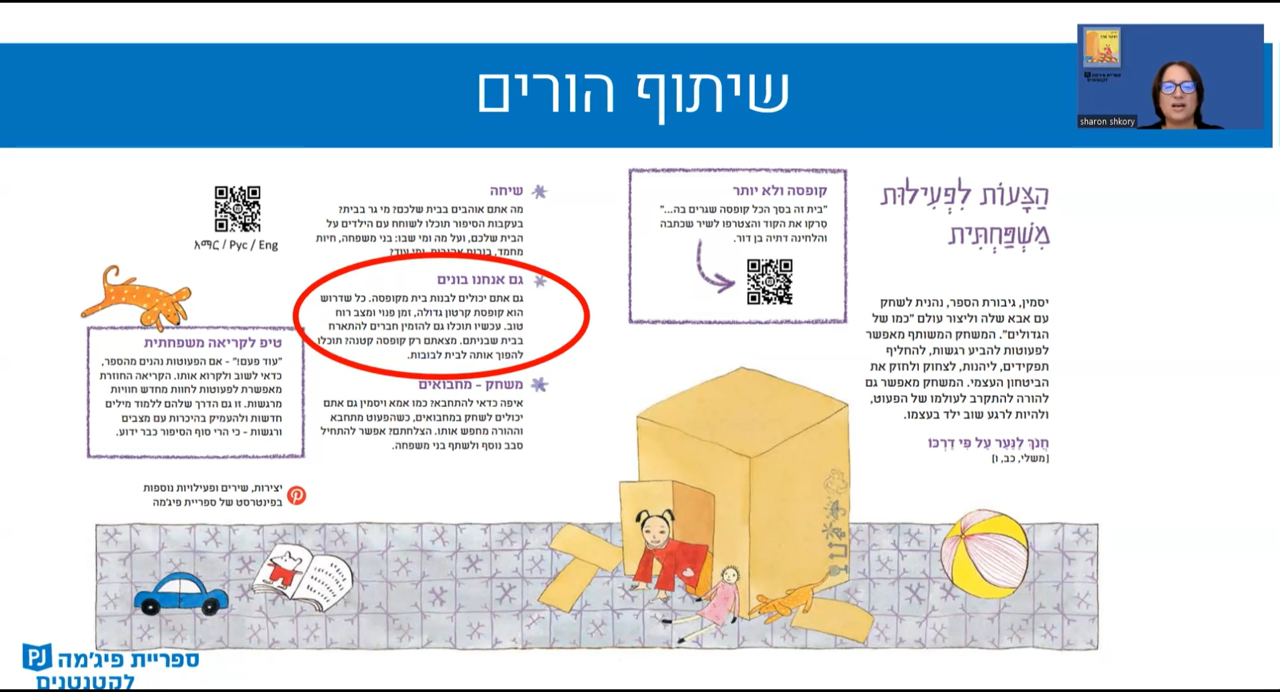 שיתוף הורים
sharon shkory
הַצָּעוֹת לִפְעִילוּת
מִשְׁפַּחְתִּית
יסמין, גיבורת הספר, נהנית לשחק
עם אבא שלה וליצור עולם "כמו של
הגדולים". המשחק המשותף מאפשר
לפעוטות להביע רגשות, להחליף
תפקידים, ליהנות, לצחוק ולחזק את
הביטחון העצמי. המשחק מאפשר גם
להורה להתקרב לעולמו של הפעוט,
ולהיות לרגע שוב ילד בעצמו.
חֲנֹךְ לַנַּעַר עַל פִּי דַרְכּוֹ
[משלי, כב, ו]
קופסה ולא יותר
"בית זה בסך הכל קופסה שגרים בה..."
סִרקו את הקוד והצטרפו לשיר שכתבה
והלחינה דתיה בן דור.
שיחה
מה אתם אוהבים בבית שלכם? מי גר בבית?
בעקבות הסיפור תוכלו לשוחח עם הילדים על
הבית שלכם, ועל מה ומי שבו: בני משפחה, חיות
מחמד, בובות אהובות, ומי עוד?
גם אנחנו בונים
גם אתם יכולים לבנות בית מקופסה. כל שדרוש
הוא קופסת קרטון גדולה, זמן פנוי ומצב רוח
טוב. עכשיו תוכלו גם להזמין חברים להתארח
בבית שבניתם. מצאתם רק קופסה קטנה? תוכלו
להפוך אותה לבית לבובות.
משחק - מחבואים
איפה כדאי להתחבא? כמו אמא ויסמין גם אתם
יכולים לשחק במחבואים, כשהפעוט מתחבא
וההורה מחפש אותו. הצלחתם? אפשר להתחיל
סבב נוסף ולשתף בני משפחה.
አማር / Рус / Eng
טיפ לקריאה משפחתית
"עוד פעם!" - אם הפעוטות נהנים מהספר,
כדאי לשוב ולקרוא אותו. הקריאה החוזרת
מאפשרת לפעוטות לחוות מחדש חוויות
מרגשות. זו גם הדרך שלהם ללמוד מילים
חדשות ולהעמיק בהיכרות עם מצבים
ורגשות - כי הרי סוף הסיפור כבר ידוע.
יצירות, שירים ופעילויות נוספות
בפינטרסט של ספריית פיג'מה
PJ ספריית פיג'מה
לקטנטנים